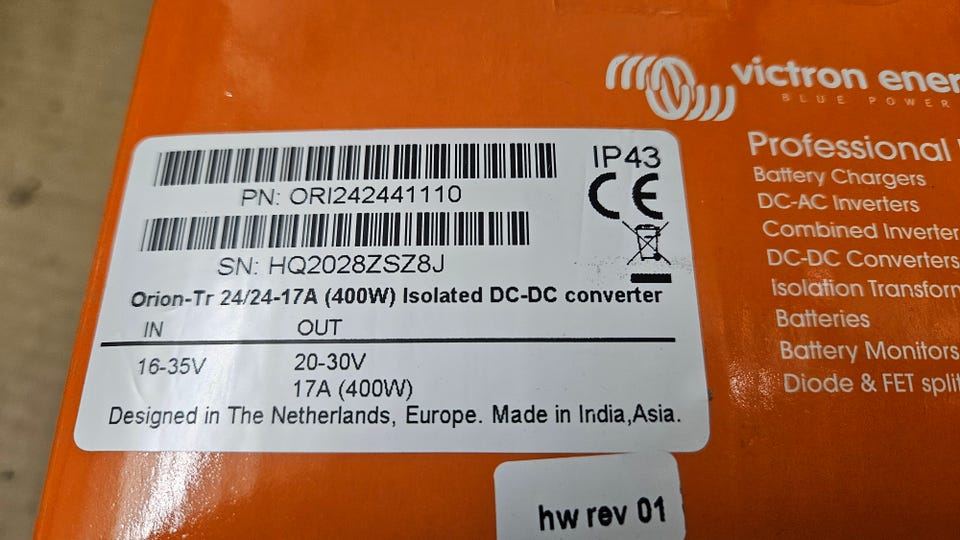 victron ener
BLUE POWER
IP43
PN: ORI242441110
SN: HQ2028ZSZ8J
Orion-Tr 24/24-17A (400W) Isolated DC-DC converter
IN OUT
16-35V 20-30V
17A (400W)
Designed in The Netherlands, Europe. Made in India,Asia.
hw rev 01
Professional
Battery Chargers
DC-AC Inverters
Combined Inverter
DC-DC Converters
Isolation Transforn
Batteries
Battery Monitors
Diode & FET split